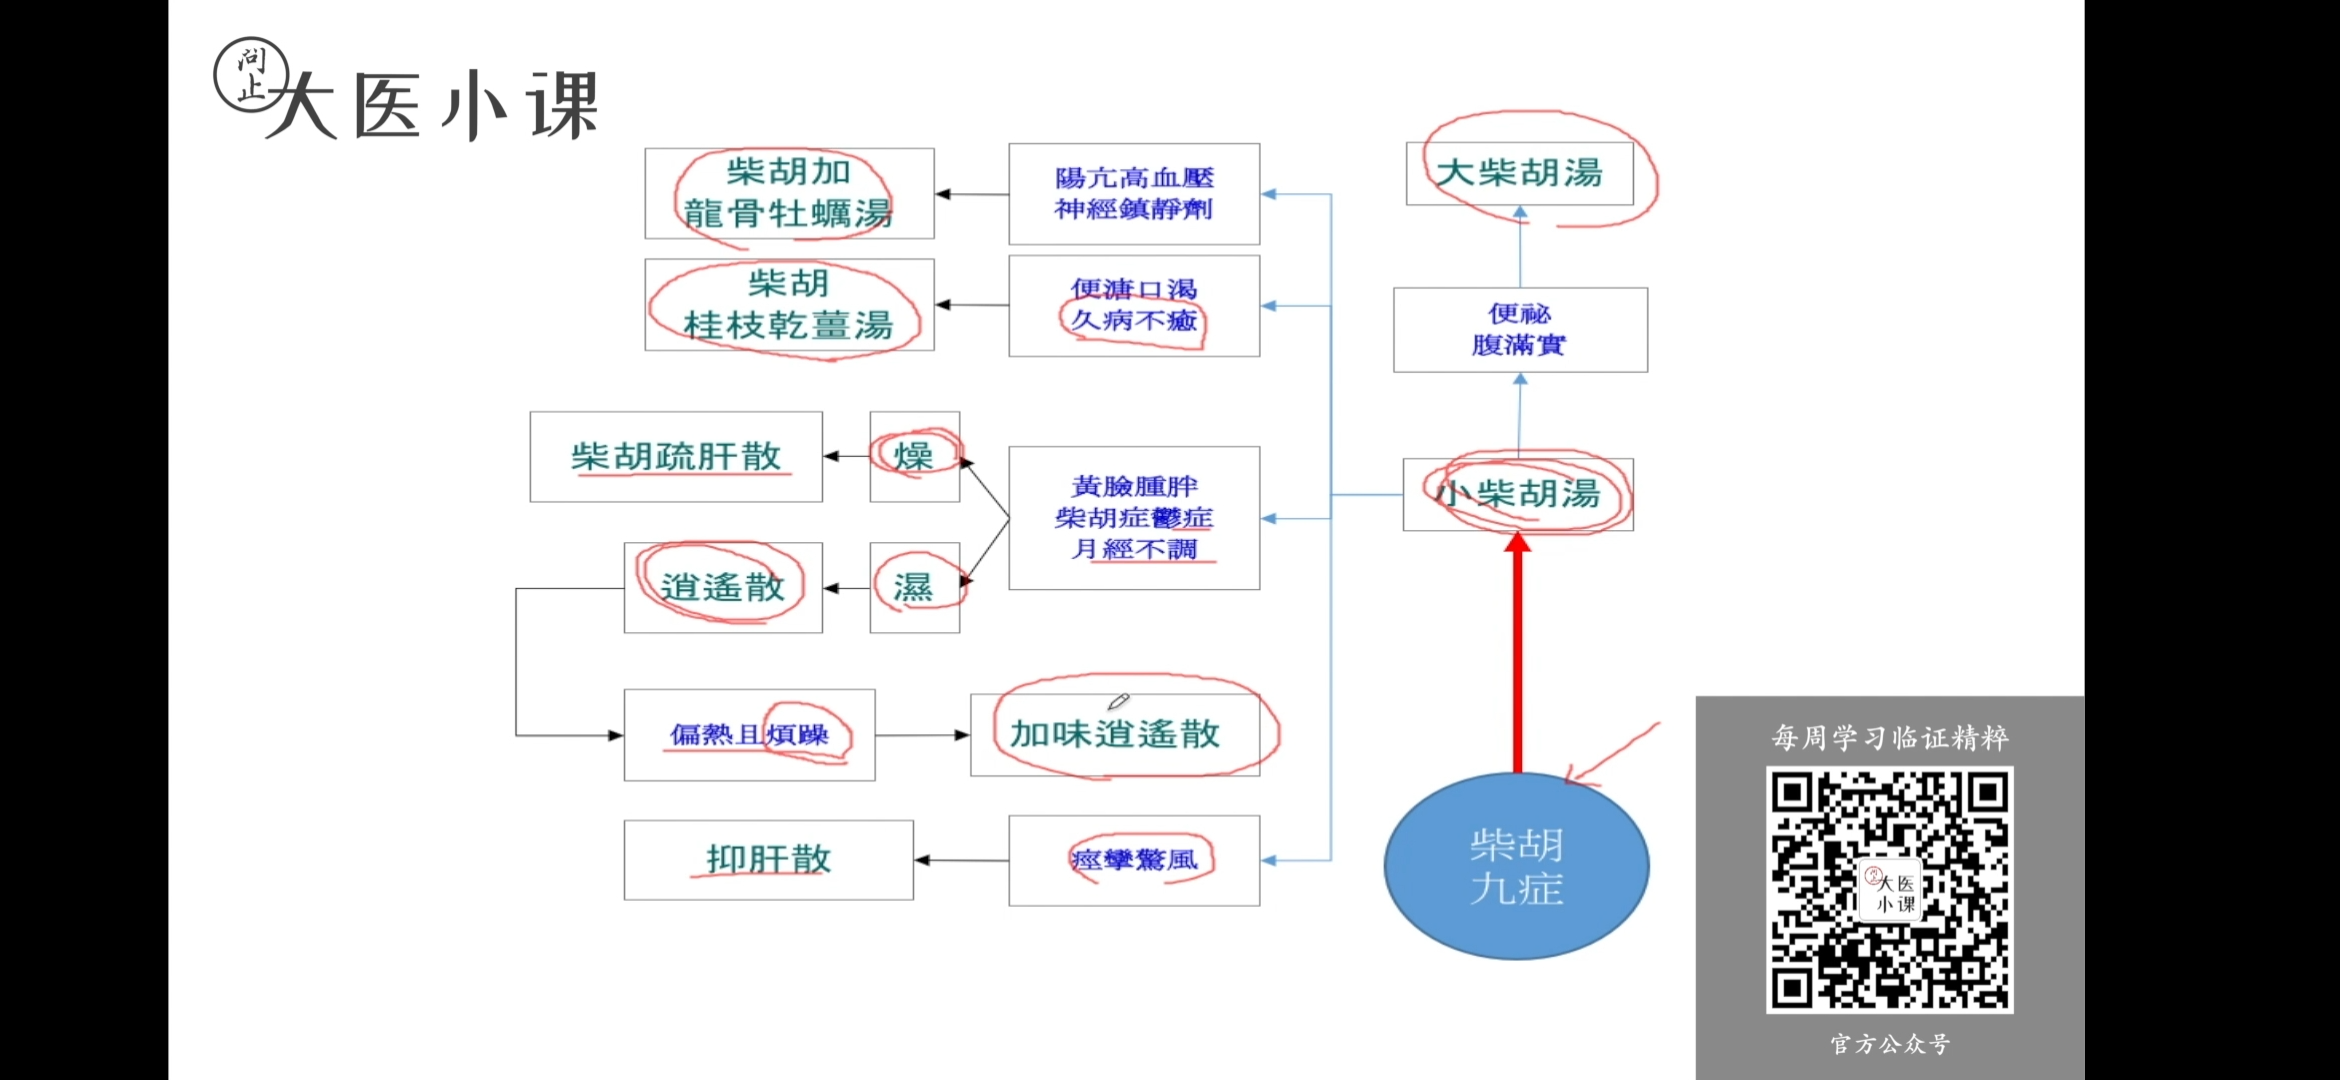 问止
大医小课
柴胡加
龍骨牡蠣湯
陽亢高血壓
神經鎮靜劑
大柴胡湯
柴胡
桂枝乾薑湯
便溏口渴
久病不癒
便祕
腹滿實
柴胡疏肝散
燥
黃臉腫胖
柴胡症鬱症
月經不調
小柴胡湯
逍遙散
濕
偏熱且煩躁
加味逍遙散
抑肝散
痙攣驚風
柴胡
九症
每周学习临证精粹
问止
大医
小课
官方公众号